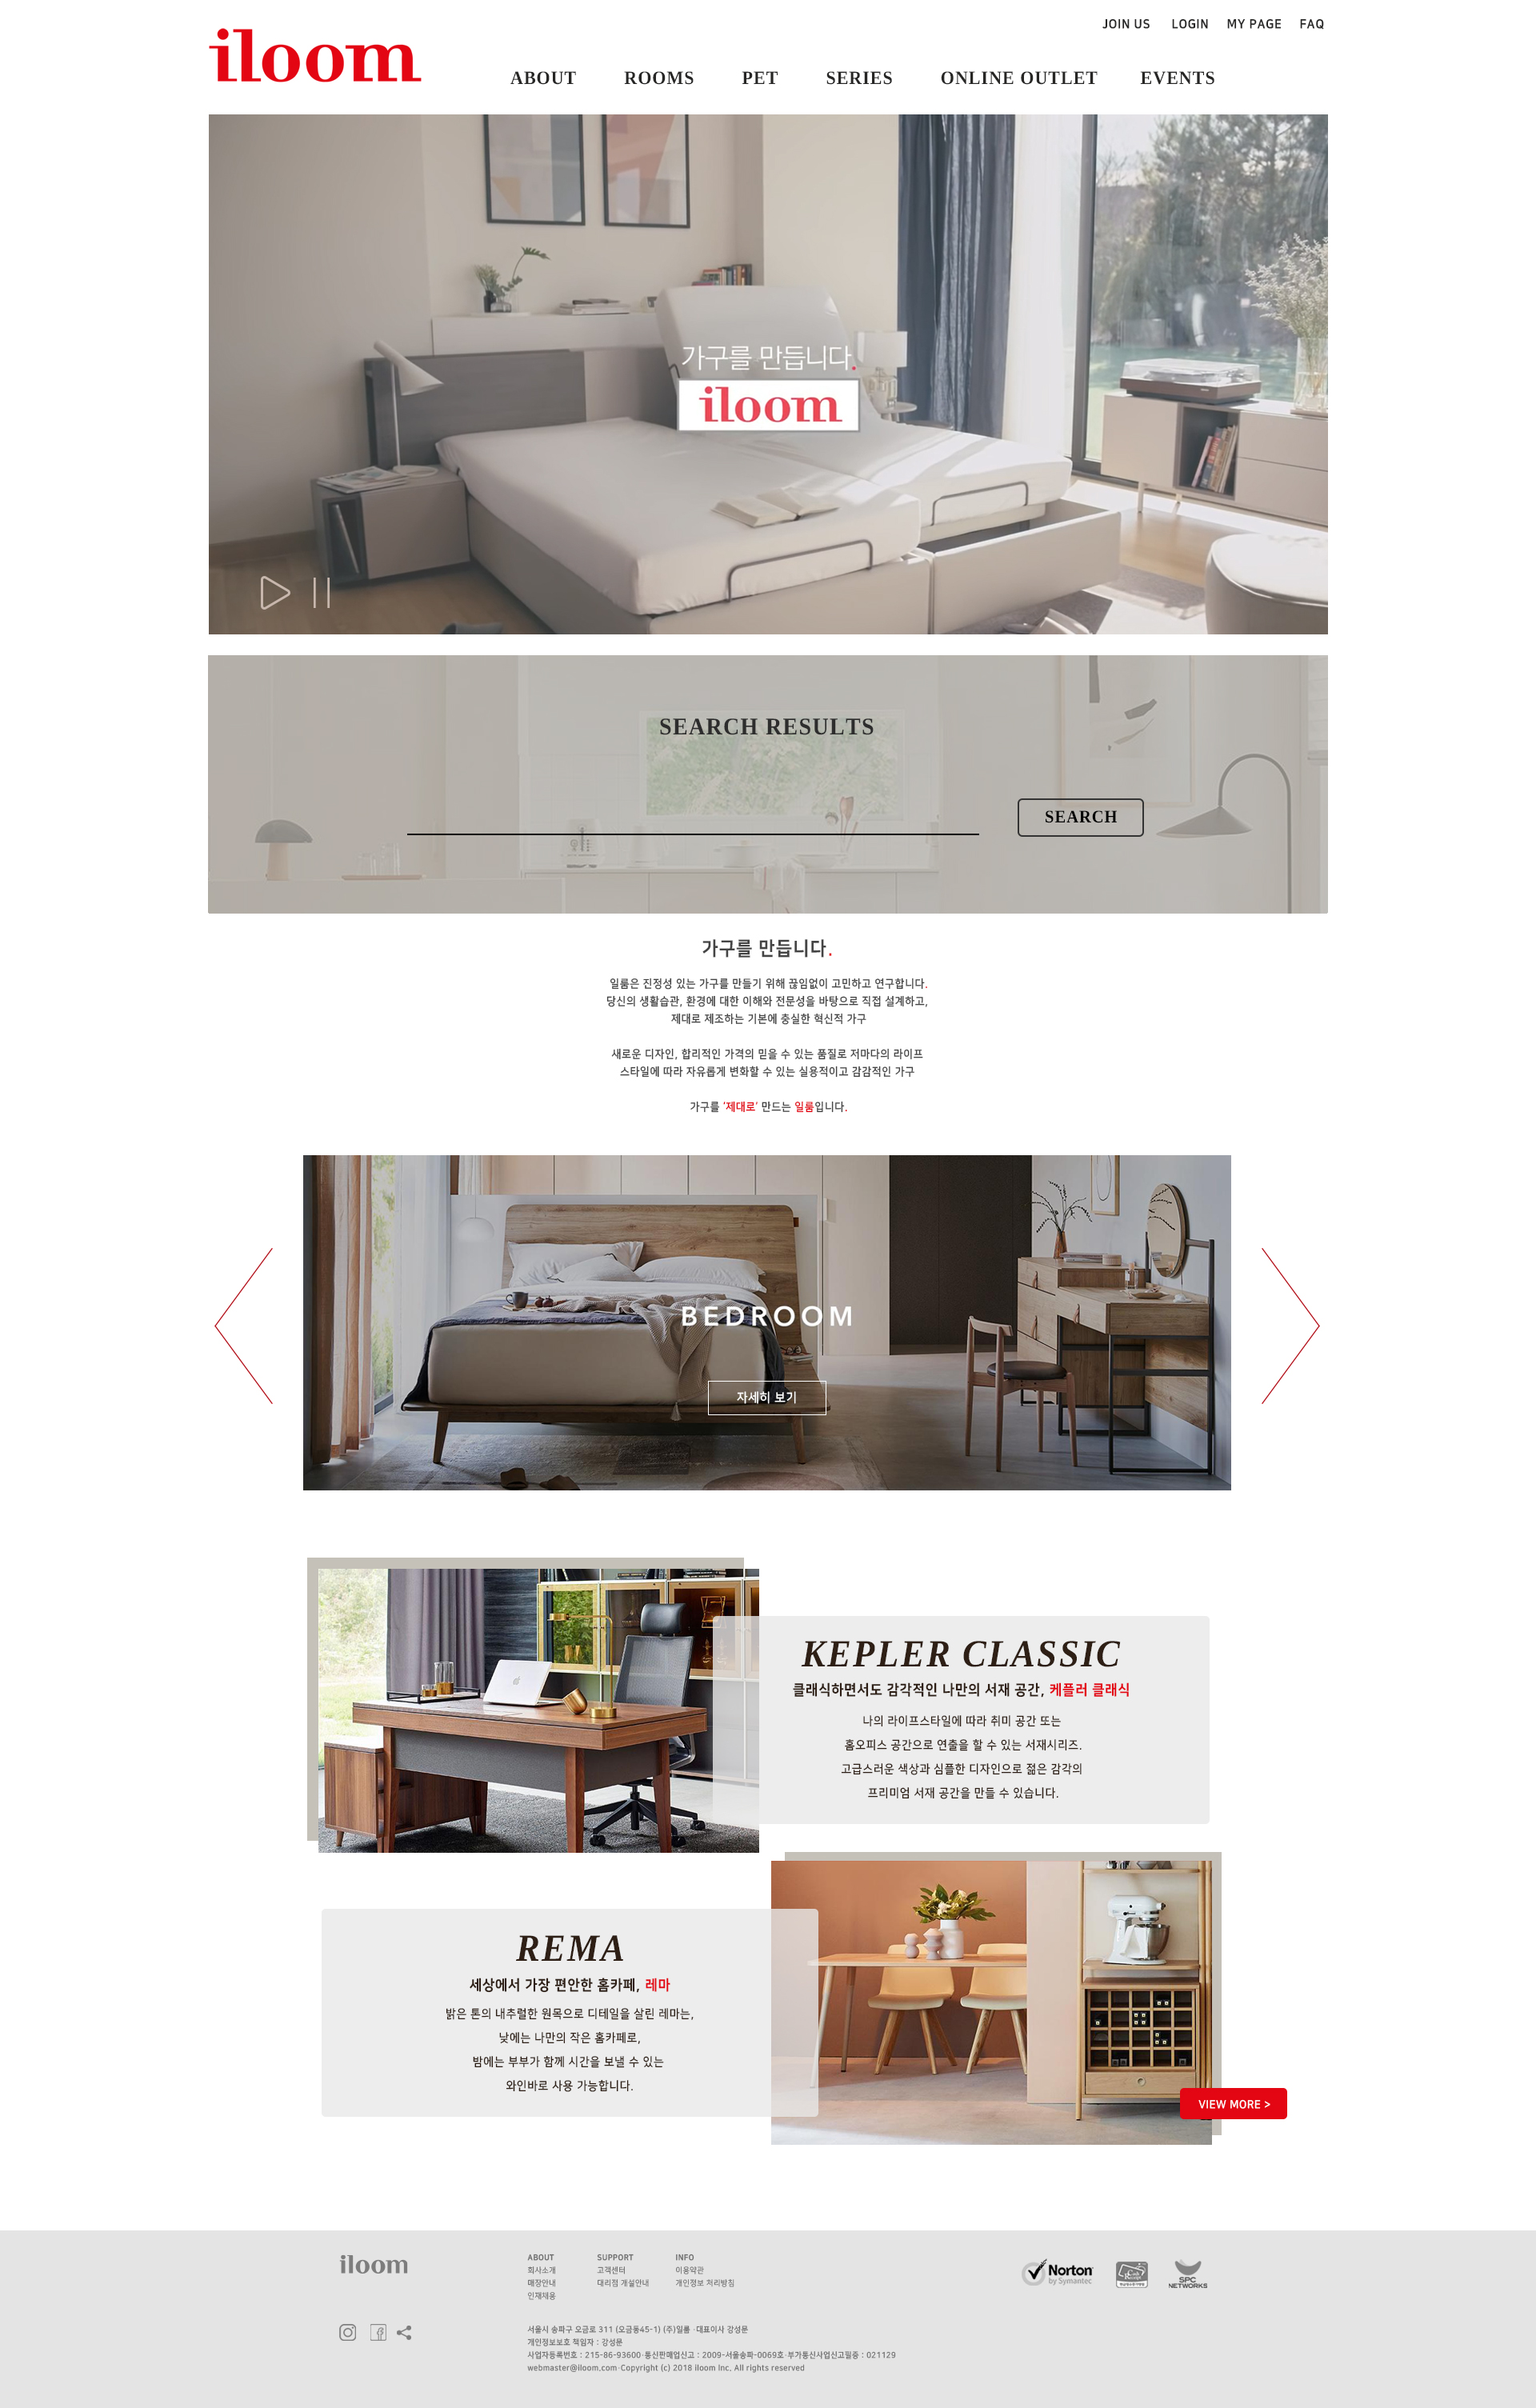 JOIN US LOGIN MY PAGE FAQ
iloom
ABOUT ROOMS PET SERIES ONLINE OUTLET EVENTS
가구를 만듭니다.
iloom
SEARCH RESULTS
SEARCH
가구를 만듭니다.
일룸은 진정성 있는 가구를 만들기 위해 끊임없이 고민하고 연구합니다.
당신의 생활습관, 환경에 대한 이해와 전문성을 바탕으로 직접 설계하고,
제대로 제조하는 기본에 충실한 혁신적 가구
새로운 디자인, 합리적인 가격의 믿을 수 있는 품질로 저마다의 라이프
스타일에 따라 자유롭게 변화할 수 있는 실용적이고 감감적인 가구
가구를 '제대로' 만드는 일룸입니다.
BEDROOM
자세히 보기
KEPLER CLASSIC
클래식하면서도 감각적인 나만의 서재 공간, 케플러 클래식
나의 라이프스타일에 따라 취미 공간 또는
홈오피스 공간으로 연출을 할 수 있는 서재시리즈.
고급스러운 색상과 심플한 디자인으로 젊은 감각의
프리미엄 서재 공간을 만들 수 있습니다.
REMA
세상에서 가장 편안한 홈카페, 레마
밝은 톤의 내추럴한 원목으로 디테일을 살린 레마는,
낮에는 나만의 작은 홈카페로,
밤에는 부부가 함께 시간을 보낼 수 있는
와인바로 사용 가능합니다.
VIEW MORE >
iloom
ABOUT SUPPORT INFO
회사소개 고객센터 이용약관
매장안내 대리점 개설안내 개인정보 처리방침
인재채용
Norton
by Symantec
SPC
NETWORKS
서울시 송파구 오금로 311 (오금동45-1) (주)일룸 ·대표이사 강성문
개인정보보호 책임자 : 강성문
사업자등록번호 : 215-86-93600·통신판매업신고 : 2009-서울송파-0069호·부가통신사업신고필증 : 021129
webmaster@iloom.com·Copyright (c) 2018 iloom Inc. All rights reserved